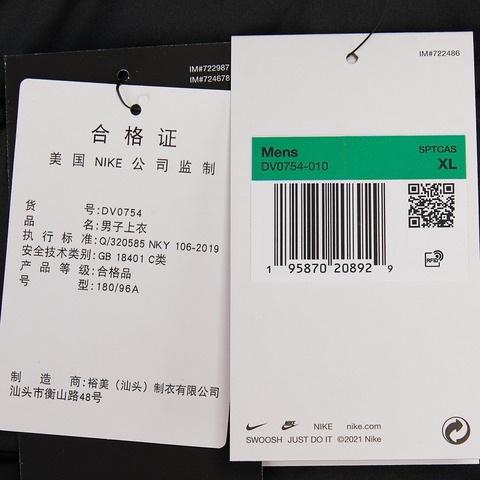 IM#722987
IM#724678
合格证
美国 NIKE 公司监制
货号:DV0754
品名:男子上衣
执行标准:Q/320585 NKY 106-2019
安全技术类别:GB 18401 C类
产品等级:合格品
号型:180/96A
制造商:裕美（汕头）制衣有限公司
汕头市衡山路48号
IM#722486
Mens SPTCAS
DV0754-010 XL
1 95870 20892 9
RFID
NIKE nike.com
SWOOSH JUST DO IT ©2021 Nike